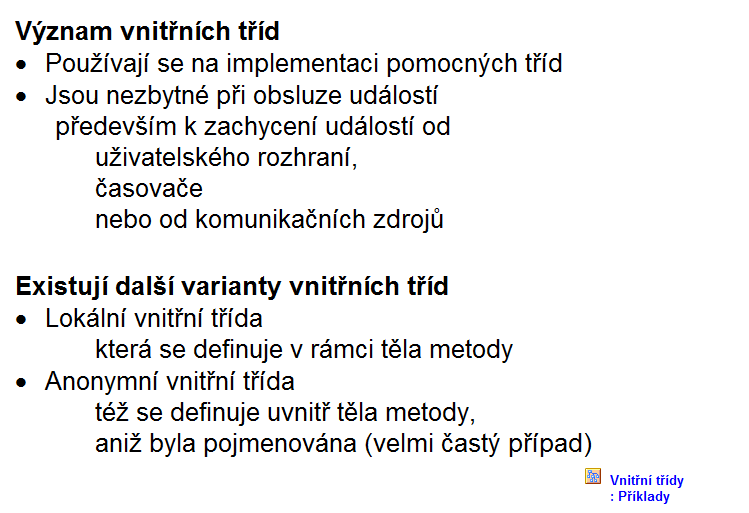 Význam vnitřních tříd
• Používají se na implementaci pomocných tříd
• Jsou nezbytné při obsluze událostí
především k zachycení událostí od
uživatelského rozhraní,
časovače
nebo od komunikačních zdrojů
Existují další varianty vnitřních tříd
• Lokální vnitřní třída
která se definuje v rámci těla metody
• Anonymní vnitřní třída
též se definuje uvnitř těla metody,
aniž byla pojmenována (velmi častý případ)
Vnitřní třídy
: Příklady